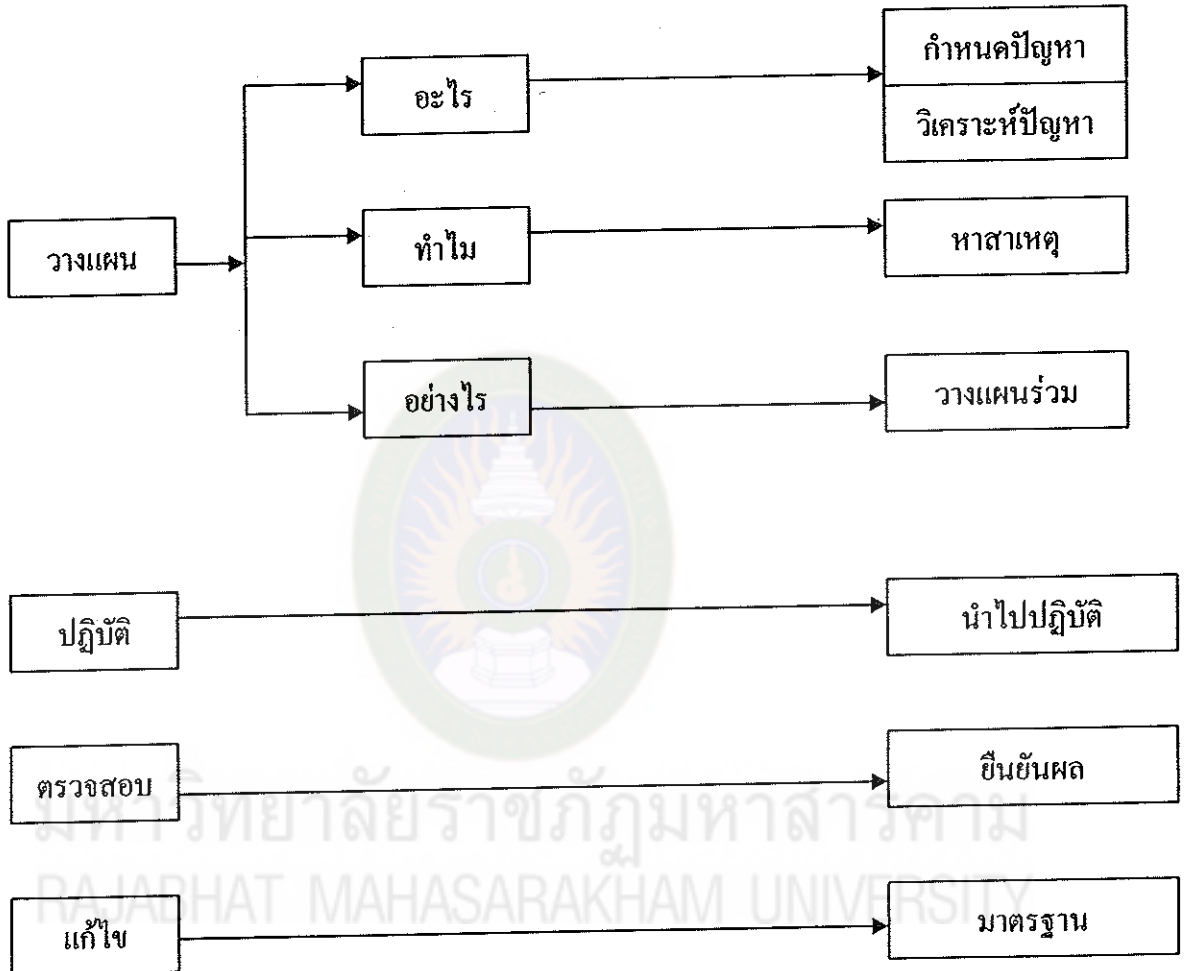 อะไร
กำหนดปัญหา
วิเคราะห์ปัญหา
วางแผน
ทำไม
หาสาเหตุ
อย่างไร
วางแผนร่วม
ปฏิบัติ
นำไปปฏิบัติ
ตรวจสอบ
ยืนยันผล
มหาวิทยาลัยราชภัฏมหาสารคาม
RAJABHAT MAHASARAKHAM UNIVERSITY
แก้ไข
มาตรฐาน